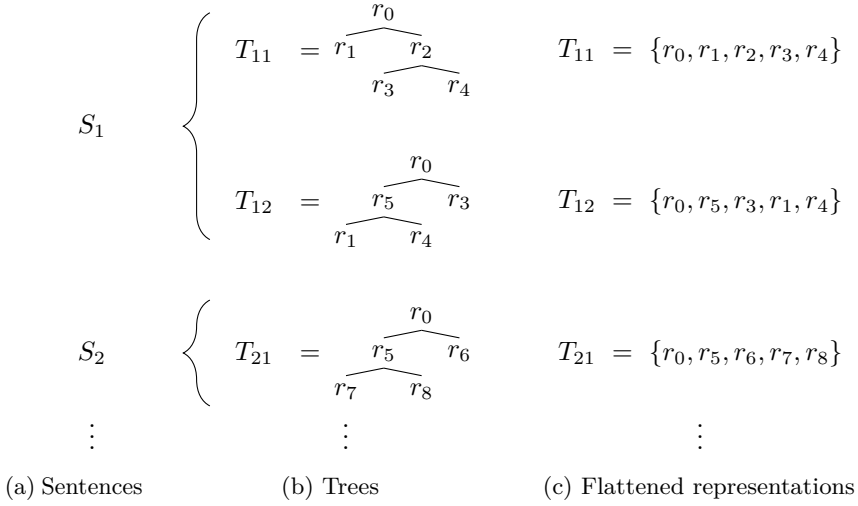 r₀
T₁₁ = r₁ r₂ T₁₁ = {r₀, r₁, r₂, r₃, r₄}
r₃ r₄
S₁
r₀
T₁₂ = r₅ r₃ T₁₂ = {r₀, r₅, r₃, r₁, r₄}
r₁ r₄
r₀
S₂ T₂₁ = r₅ r₆ T₂₁ = {r₀, r₅, r₆, r₇, r₈}
r₇ r₈
⋮ ⋮ ⋮
(a) Sentences (b) Trees (c) Flattened representations